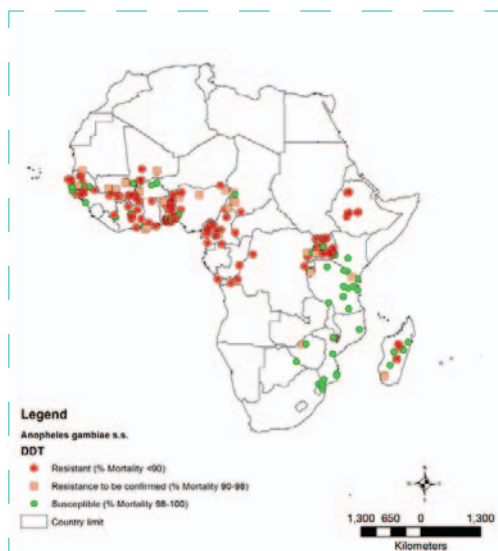 Legend
Anopheles gambiae s.s.
DDT
Resistant (% Mortality <90)
Resistance to be confirmed (% Mortality 90-98)
Susceptible (% Mortality 98-100)
Country limit
N
1,300 650 0 1,300
Kilometers